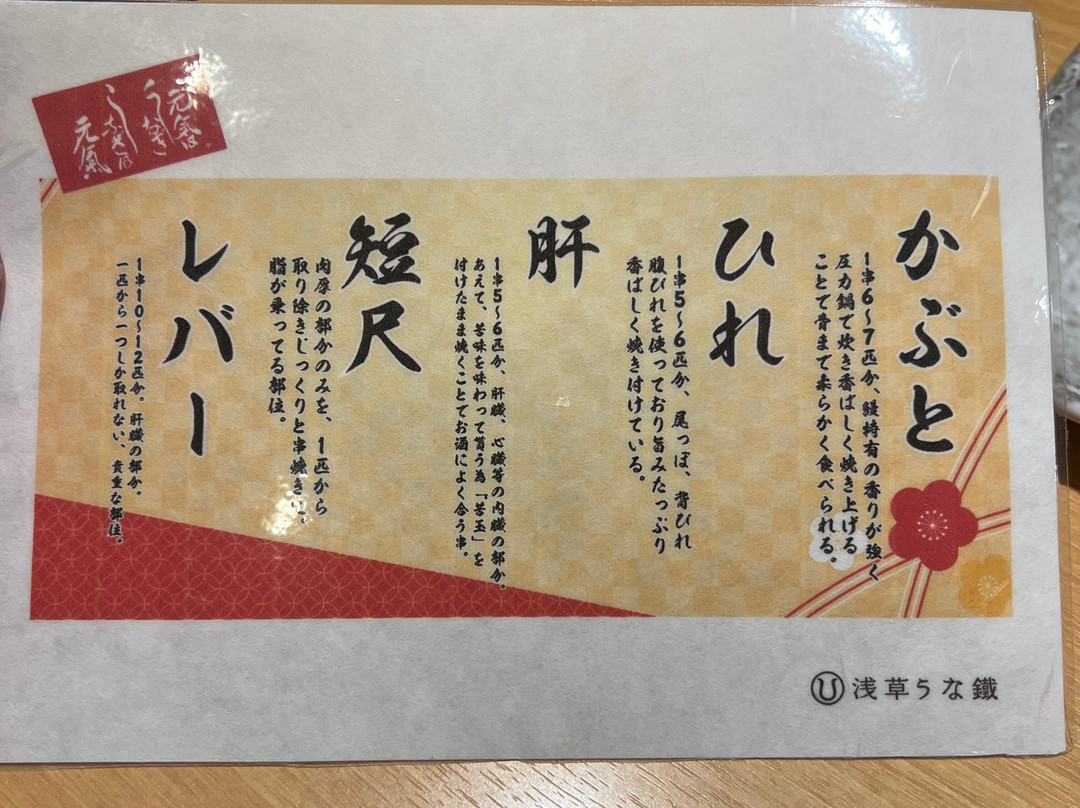 元気は
うなぎ
元氣
かぶと
1串6〜7匹分、鰻特有の香りが強く
圧力鍋で炊き香ばしく焼き上げる
ことで骨まで柔らかく食べられる。
ひれ
1串5〜6匹分、尾っぽ、背ひれ
腹ひれを使っており旨みたっぷり
香ばしく焼き付けている。
肝
1串5〜6匹分、肝臓、心臓等の内臓の部分。
あえて、苦味を味わって貰う為「苦玉」を
付けたまま焼くことでお酒によく合う串。
短尺
肉厚の部分のみを、1匹から
取り除きじっくりと串焼きに。
脂が乗ってる部位。
レバー
1串10〜12匹分。肝臓の部分。
一匹から一つしか取れない、貴重な部位。
浅草うな鐵